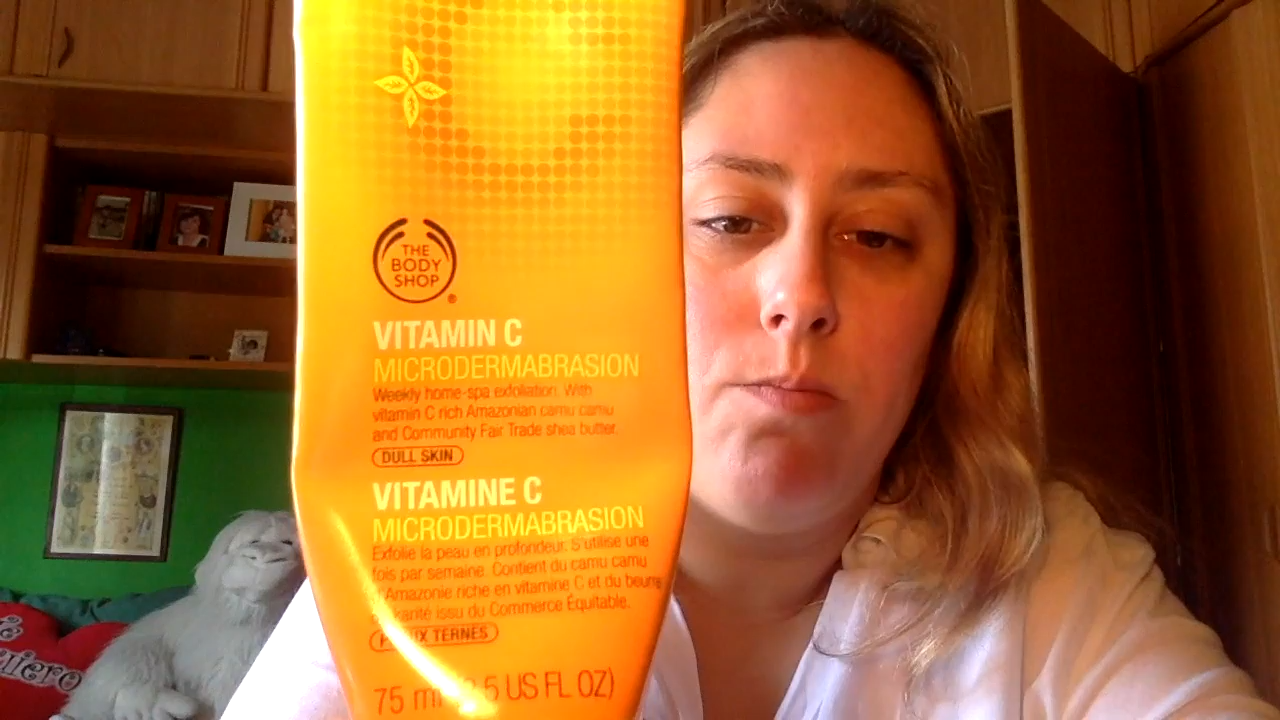 THE
BODY
SHOP
®
VITAMIN C
MICRODERMABRASION
Weekly home-spa exfoliation. With
vitamin C rich Amazonian camu camu
and Community Fair Trade shea butter.
DULL SKIN
VITAMINE C
MICRODERMABRASION
Exfolie la peau en profondeur. S'utilise une
fois par semaine. Contient du camu camu
d'Amazonie riche en vitamine C et du beurre
karité issu du Commerce Équitable.
TERNES
75 ml 2.5 US FL OZ)